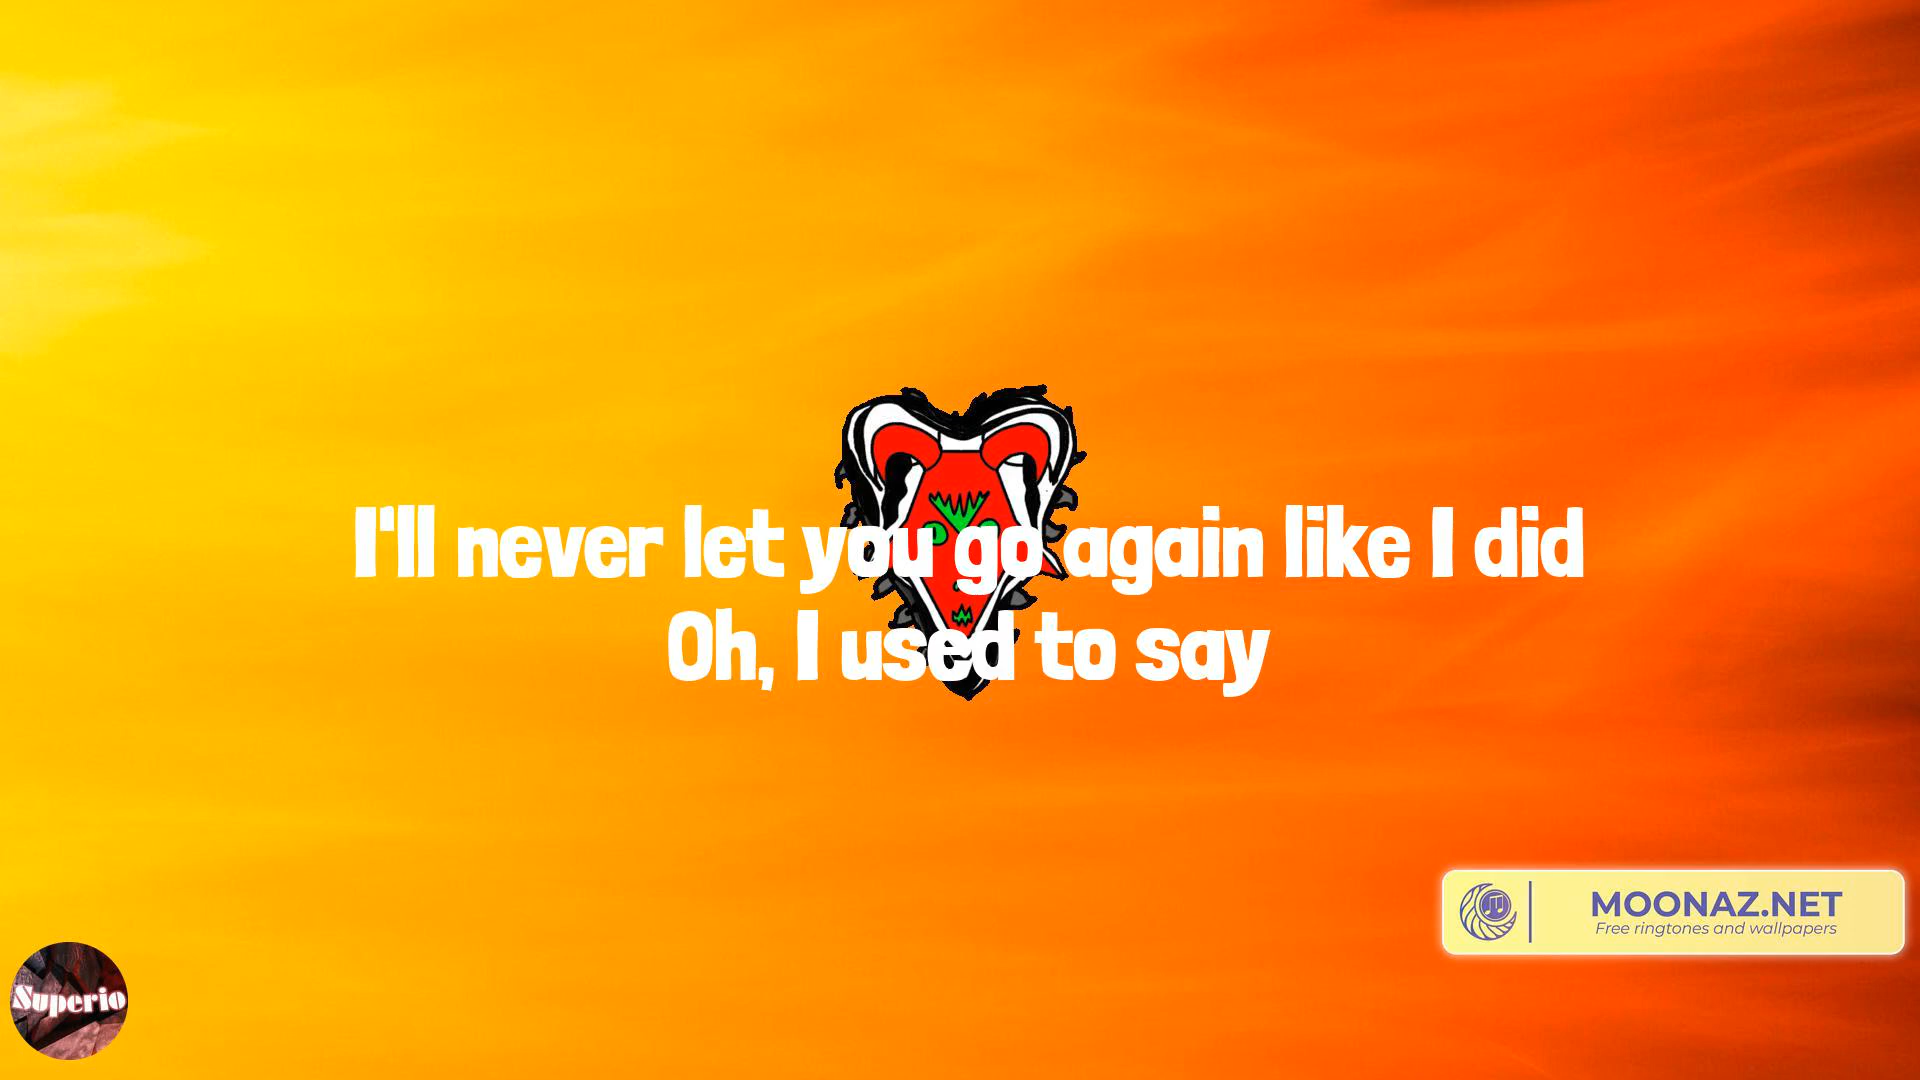 I'll never let you go again like I did
Oh, I used to say
MOONAZ.NET
Free ringtones and wallpapers
Superio